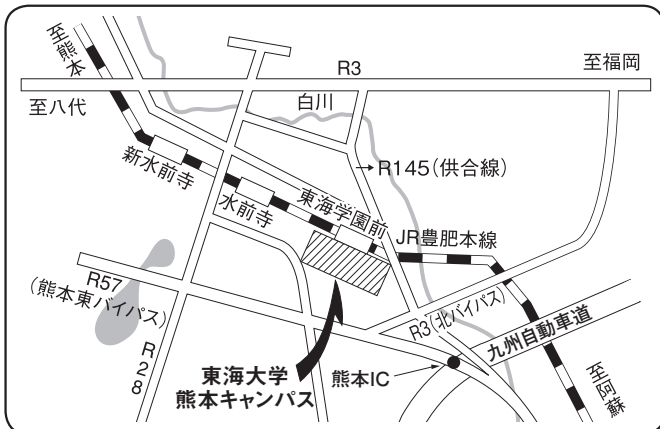 至熊本
R3
至福岡
至八代
白川
新水前寺
R145(供合線)
水前寺
東海学園前
JR豊肥本線
R57
(熊本東バイパス)
R3(北バイパス)
九州自動車道
R28
東海大学
熊本キャンパス
熊本IC
至阿蘇